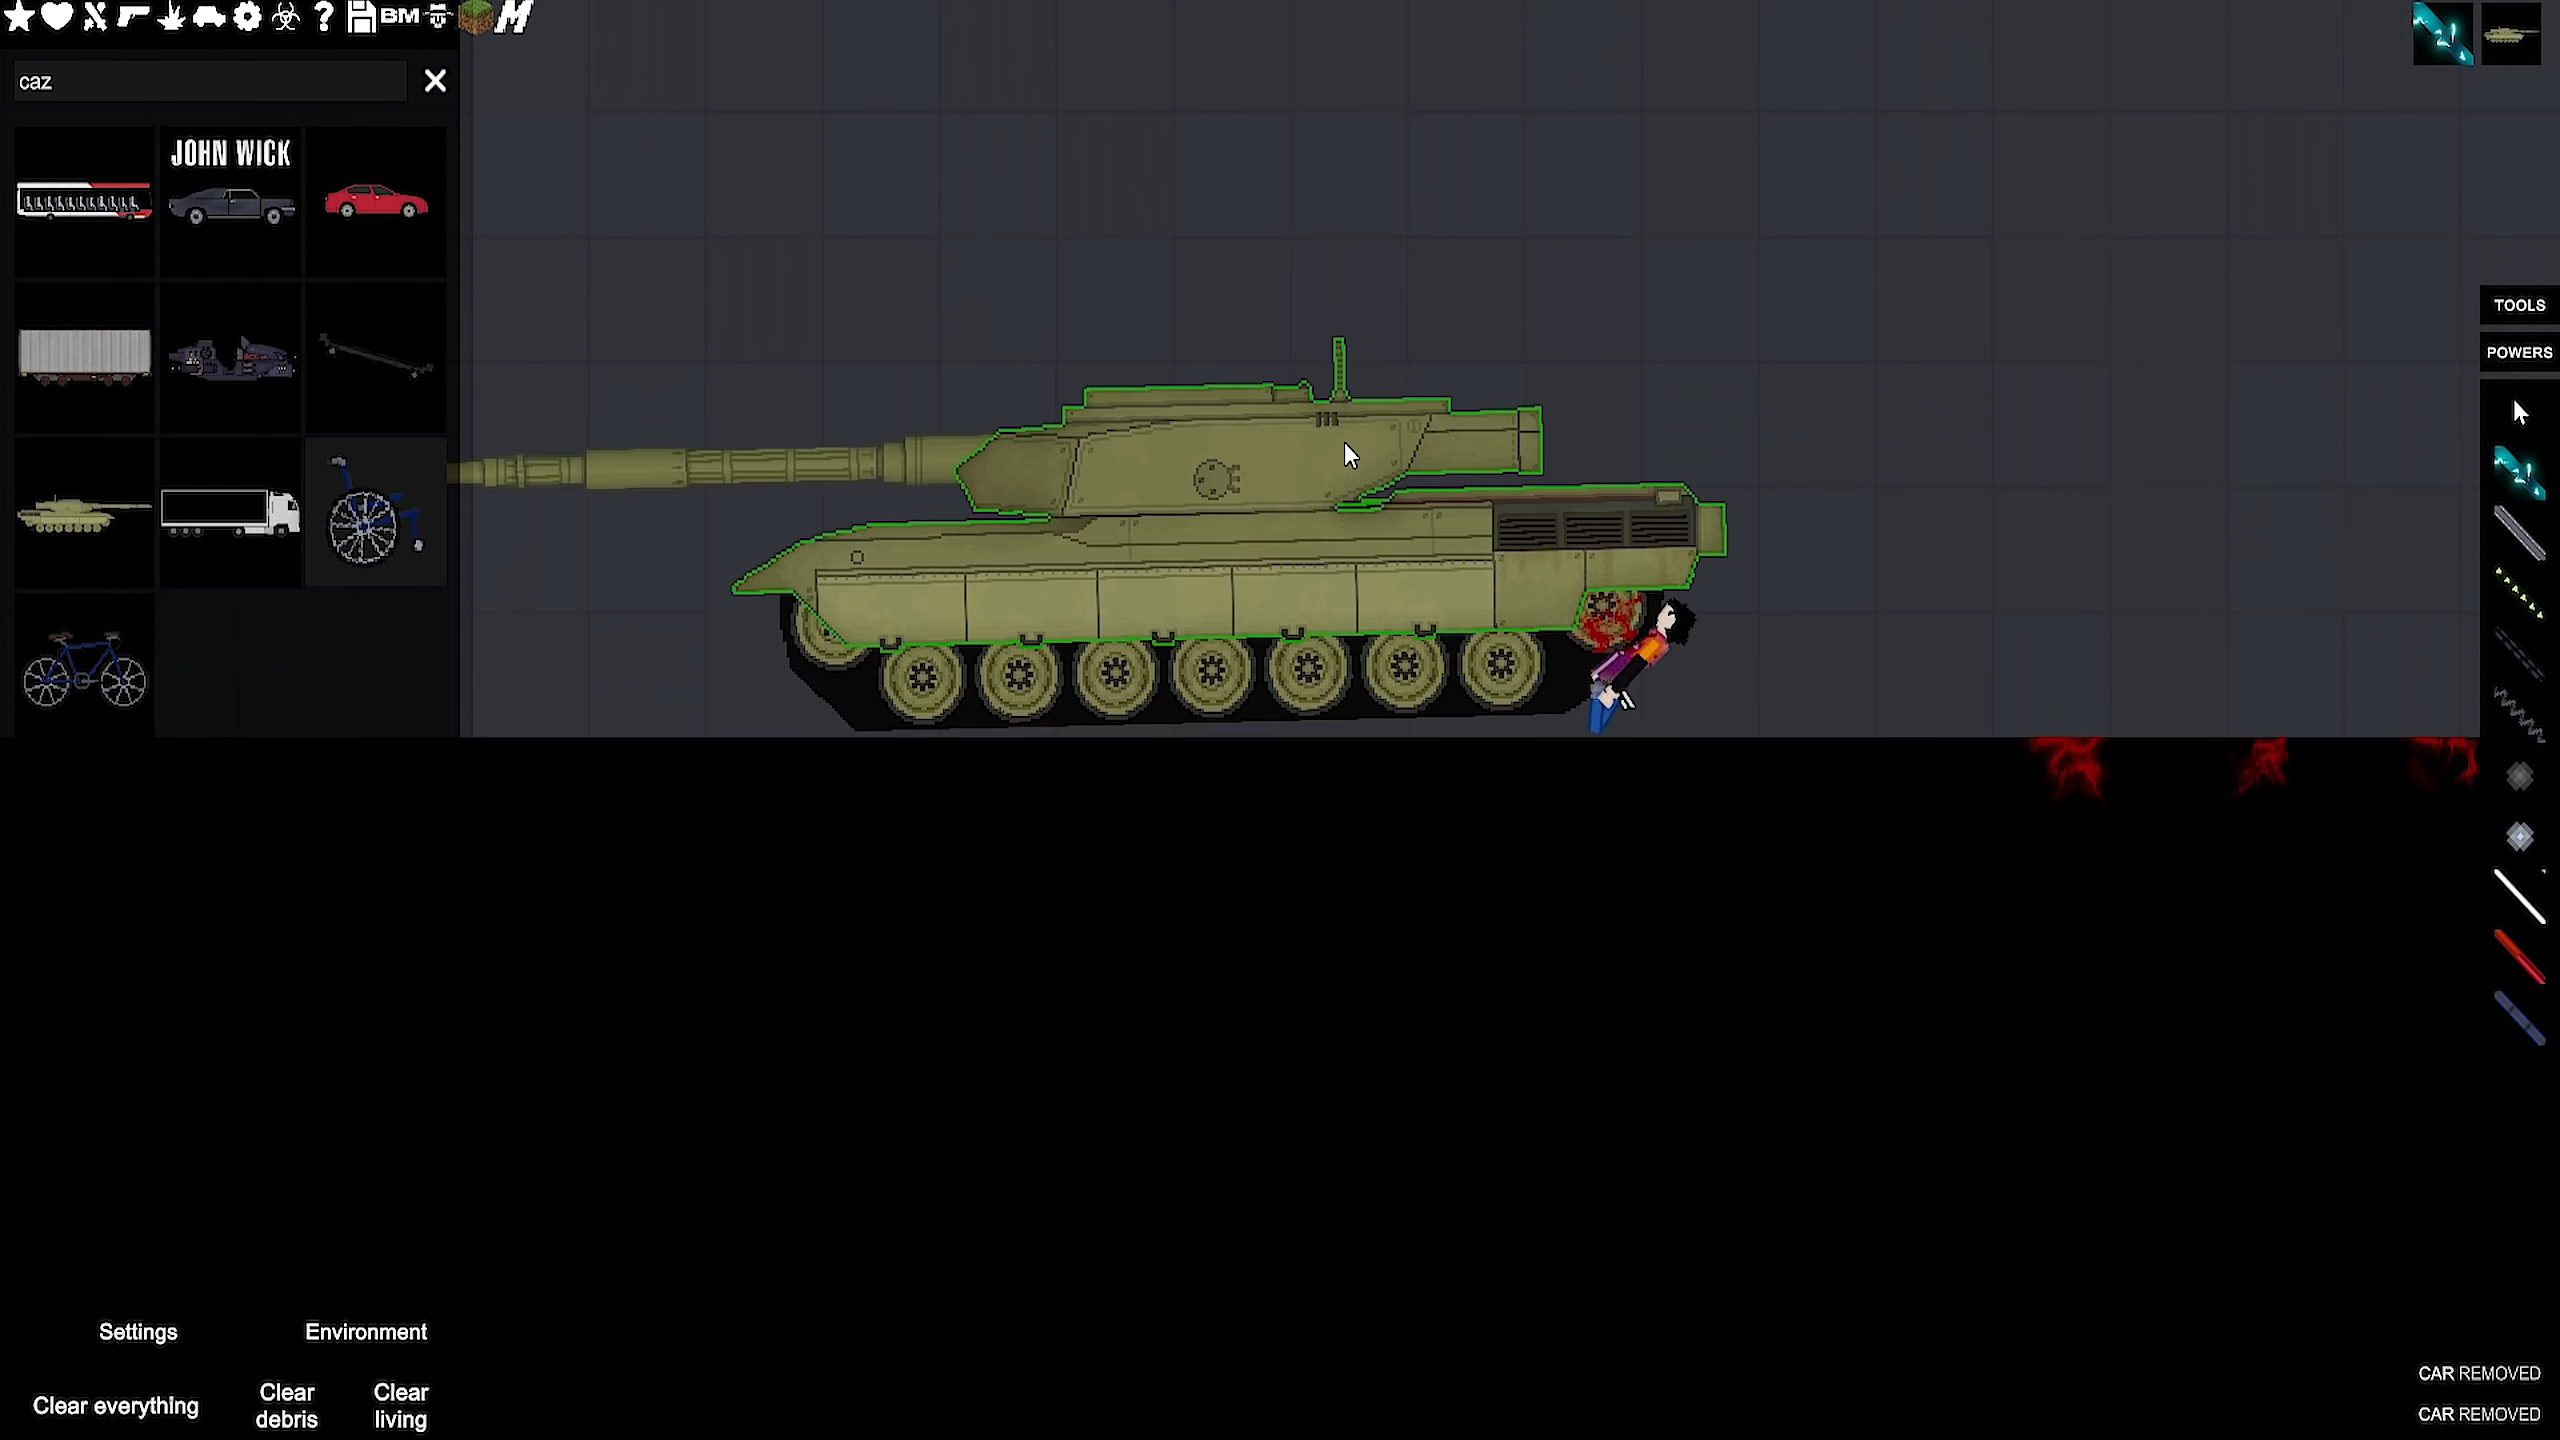 BM
M
caz
JOHN WICK
TOOLS
POWERS
Settings
Environment
Clear everything
Clear
debris
Clear
living
CAR REMOVED
CAR REMOVED